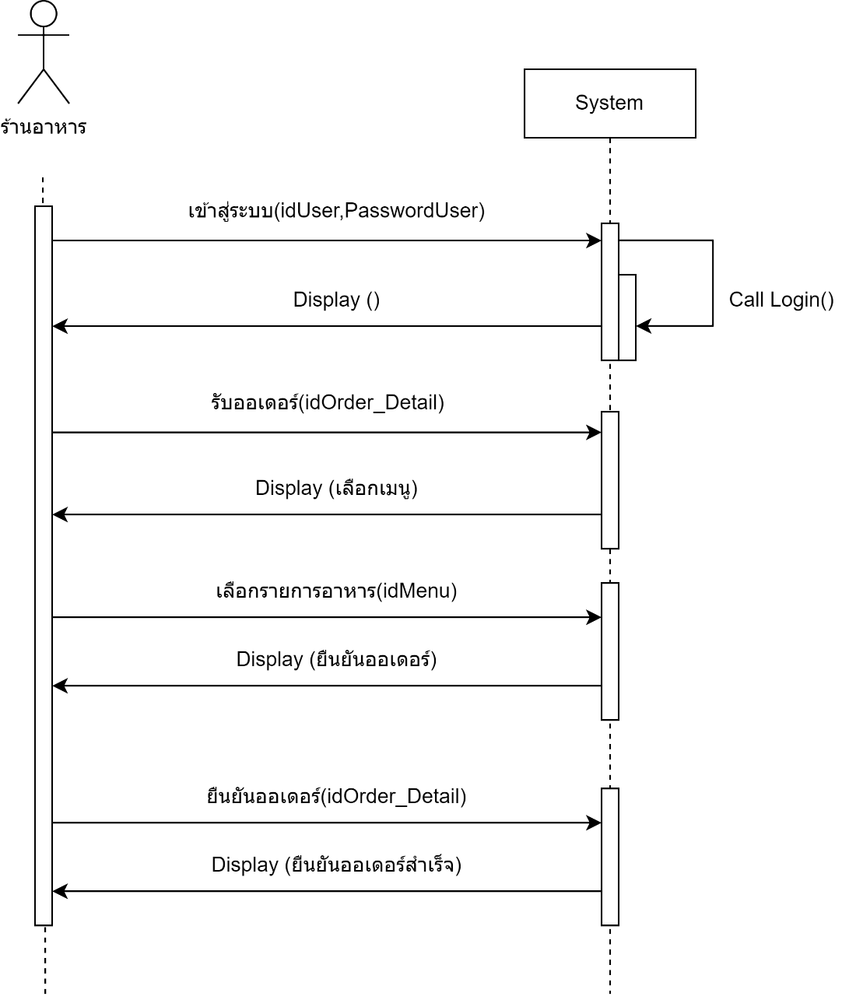 ร้านอาหาร
System
เข้าสู่ระบบ(idUser,PasswordUser)
Display ()
Call Login()
รับออเดอร์(idOrder_Detail)
Display (เลือกเมนู)
เลือกรายการอาหาร(idMenu)
Display (ยืนยันออเดอร์)
ยืนยันออเดอร์(idOrder_Detail)
Display (ยืนยันออเดอร์สำเร็จ)